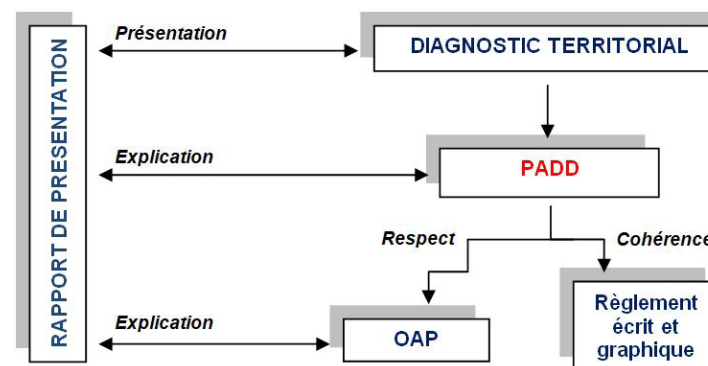 RAPPORT DE PRESENTATION
Présentation
DIAGNOSTIC TERRITORIAL
Explication
PADD
Respect
Cohérence
Explication
OAP
Règlement
écrit et
graphique